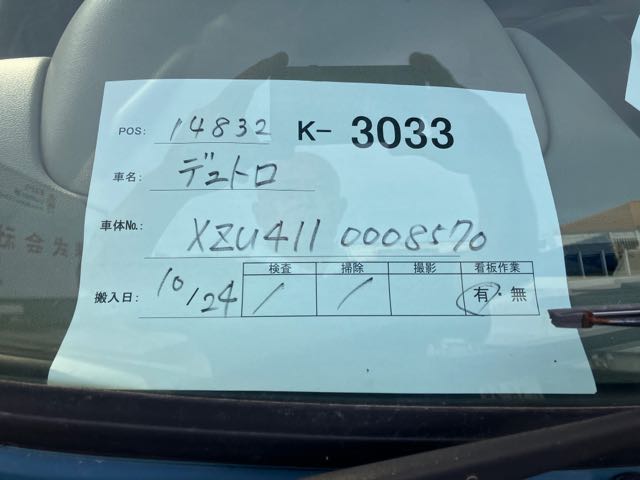 POS: 14832 K- 3033
車名: デュトロ
車体No.: XZU411 0008570
搬入日: 10/24
検査 掃除 撮影 看板作業
/ / 有・無